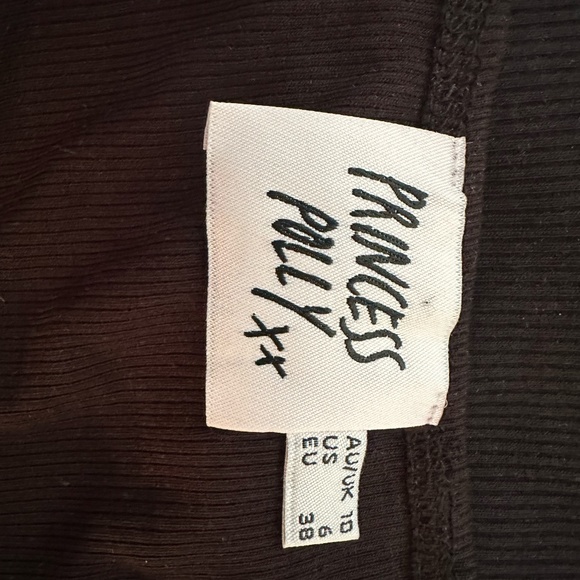 PRINCESS
POLLY xx
AU/UK 10
US 6
EU 38